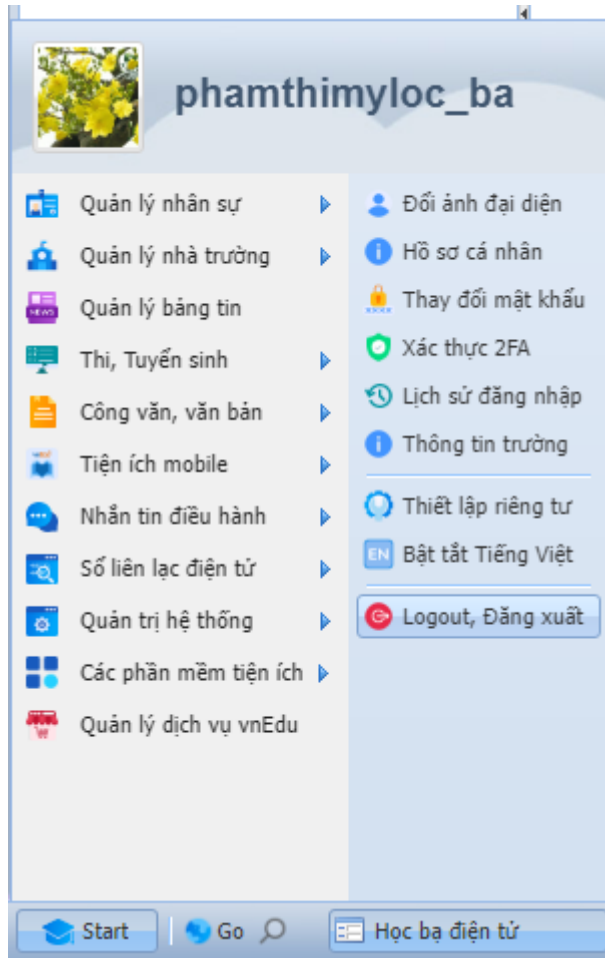 phamthimyloc_ba
Quản lý nhân sự
Quản lý nhà trường
NEWS
Quản lý bảng tin
Thi, Tuyển sinh
Công văn, văn bản
Tiện ích mobile
Nhắn tin điều hành
Sổ liên lạc điện tử
Quản trị hệ thống
Các phần mềm tiện ích
Quản lý dịch vụ vnEdu
Đổi ảnh đại diện
Hồ sơ cá nhân
Thay đổi mật khẩu
Xác thực 2FA
Lịch sử đăng nhập
Thông tin trường
Thiết lập riêng tư
EN Bật tắt Tiếng Việt
Logout, Đăng xuất
Start Go Học bạ điện tử